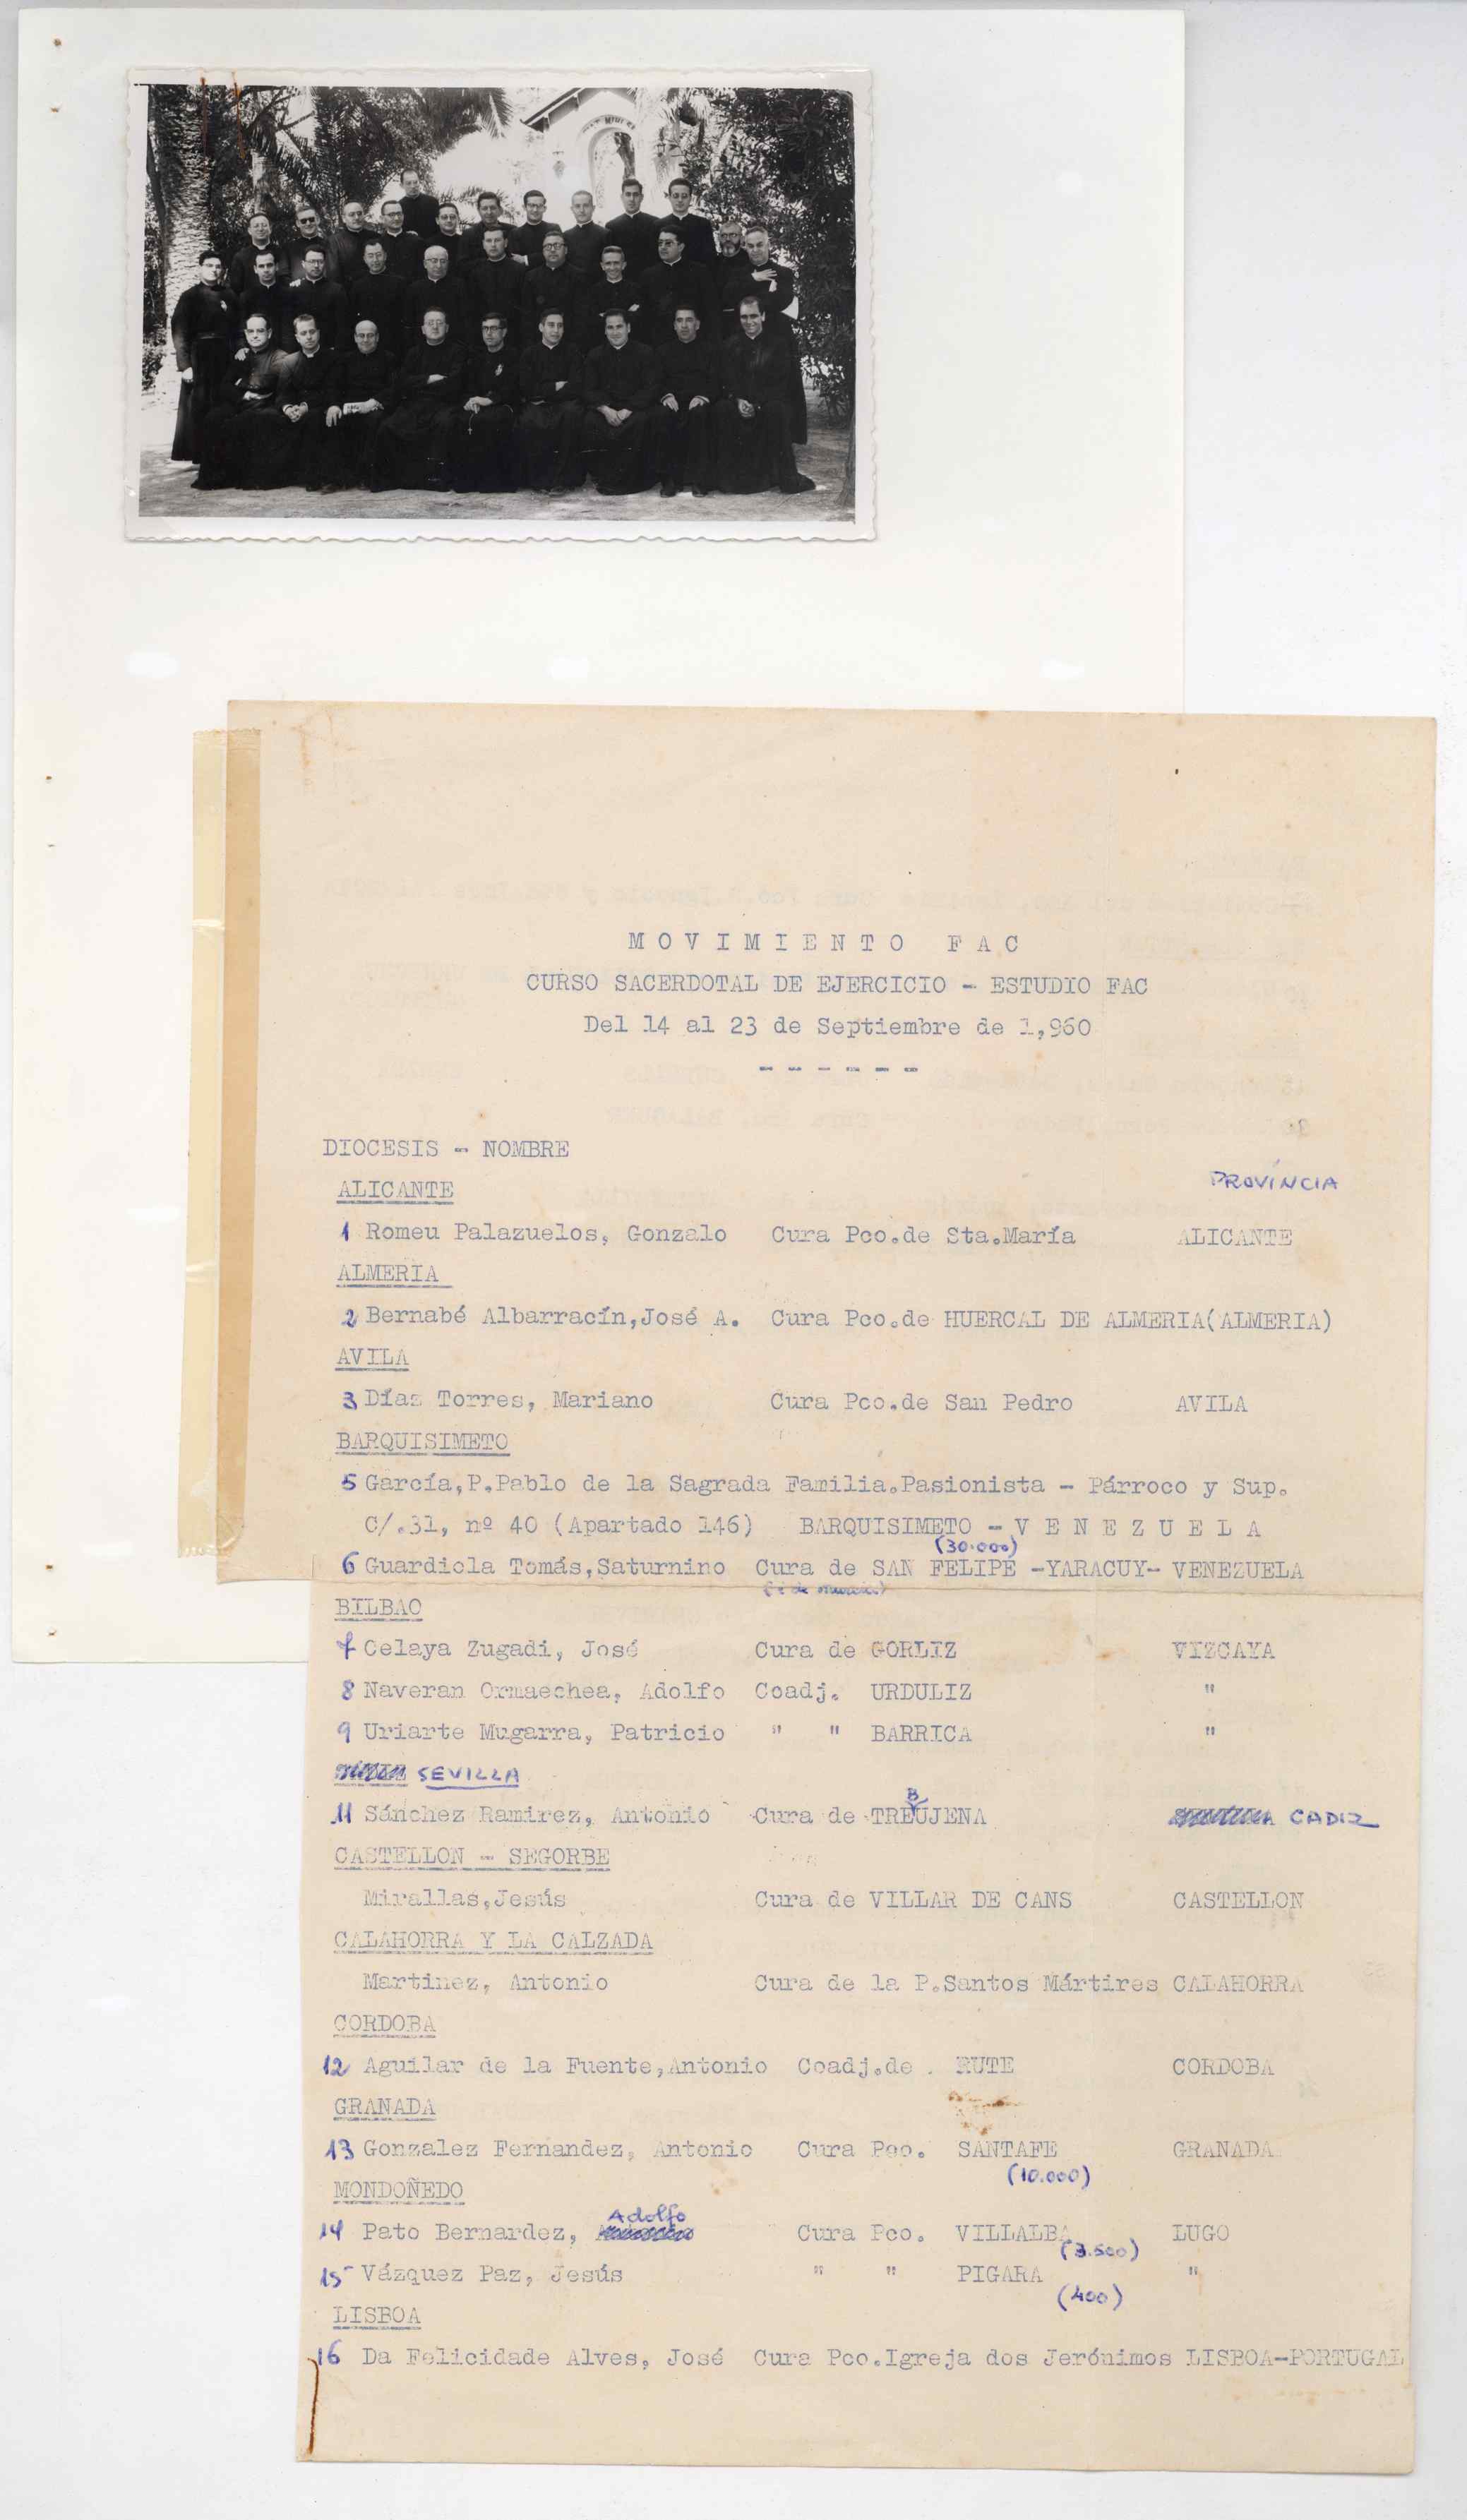 MOVIMIENTO FAC
CURSO SACERDOTAL DE EJERCICIO - ESTUDIO FAC
Del 14 al 23 de Septiembre de 1,960
- - - - - -
DIOCESIS - NOMBRE
PROVINCIA
ALICANTE
1 Romeu Palazuelos, Gonzalo Cura Pco.de Sta.María ALICANTE
ALMERIA
2 Bernabé Albarracín,José A. Cura Pco.de HUERCAL DE ALMERIA(ALMERIA)
AVILA
3 Días Torres, Mariano Cura Pco.de San Pedro AVILA
BARQUISIMETO
5 García,P.Pablo de la Sagrada Familia.Pasionista - Párroco y Sup.
C/.31, nº 40 (Apartado 146) BARQUISIMETO - V E N E Z U E L A
(30.000)
6 Guardiola Tomás,Saturnino Cura de SAN FELIPE -YARACUY- VENEZUELA
BILBAO
7 Celaya Zugadi, José Cura de GORLIZ VIZCAYA
8 Naveran Ormaechea, Adolfo Coadj. URDULIZ "
9 Uriarte Mugarra, Patricio " " BARRICA "
SEVILLA
B
11 Sánchez Ramirez, Antonio Cura de TREUJENA CADIZ
CASTELLON - SEGORBE
Mirallas,Jesús Cura de VILLAR DE CANS CASTELLON
CALAHORRA Y LA CALZADA
Martinez, Antonio Cura de la P.Santos Mártires CALAHORRA
CORDOBA
12 Aguilar de la Fuente,Antonio Coadj.de RUTE CORDOBA
GRANADA
13 Gonzalez Fernandez, Antonio Cura Pco. SANTAFE GRANADA
(10.000)
MONDOÑEDO
Adolfo
14 Pato Bernardez, Cura Pco. VILLALBA LUGO
(3.500)
15 Vázquez Paz, Jesús " " PIGARA "
(400)
LISBOA
16 Da Felicidade Alves, José Cura Pco.Igreja dos Jerónimos LISBOA-PORTUGAL